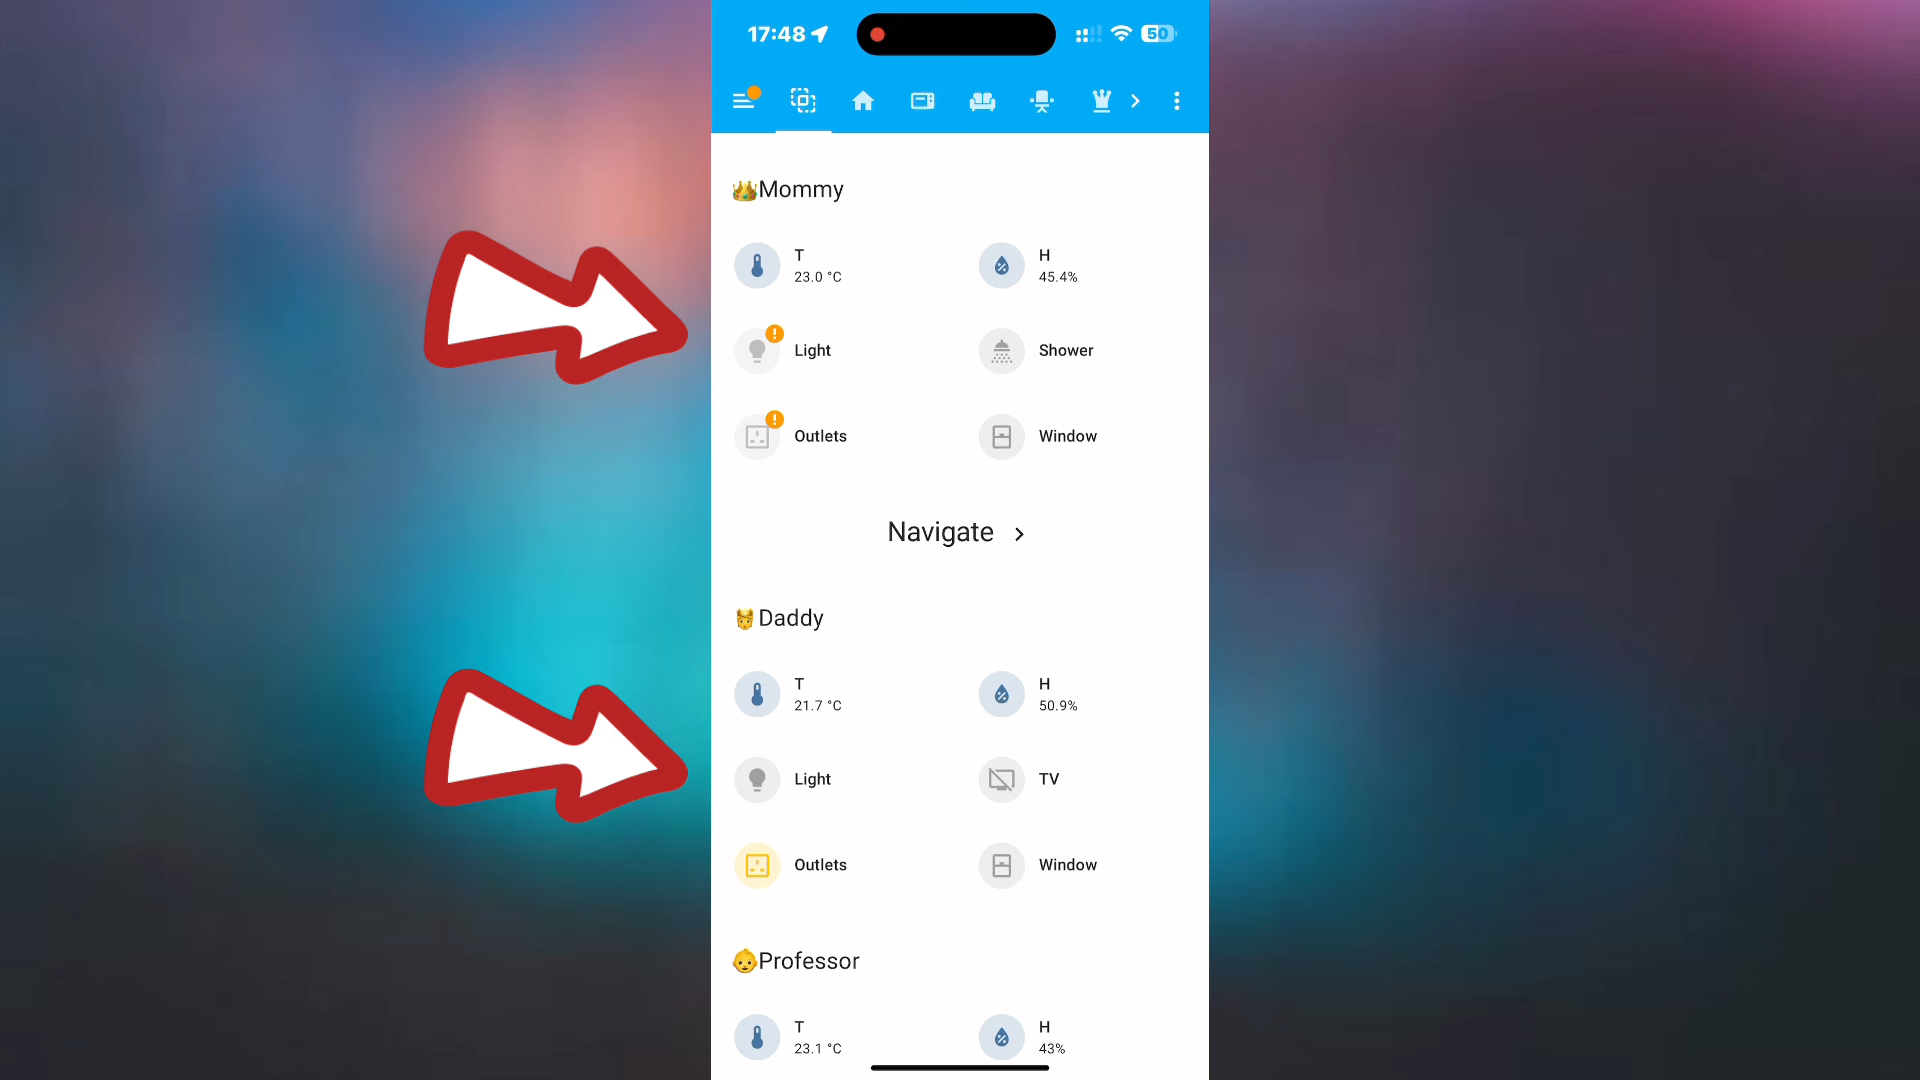 17:48
50
Mommy
T
23.0 °C
H
45.4%
Light
Shower
Outlets
Window
Navigate
Daddy
T
21.7 °C
H
50.9%
Light
TV
Outlets
Window
Professor
T
23.1 °C
H
43%